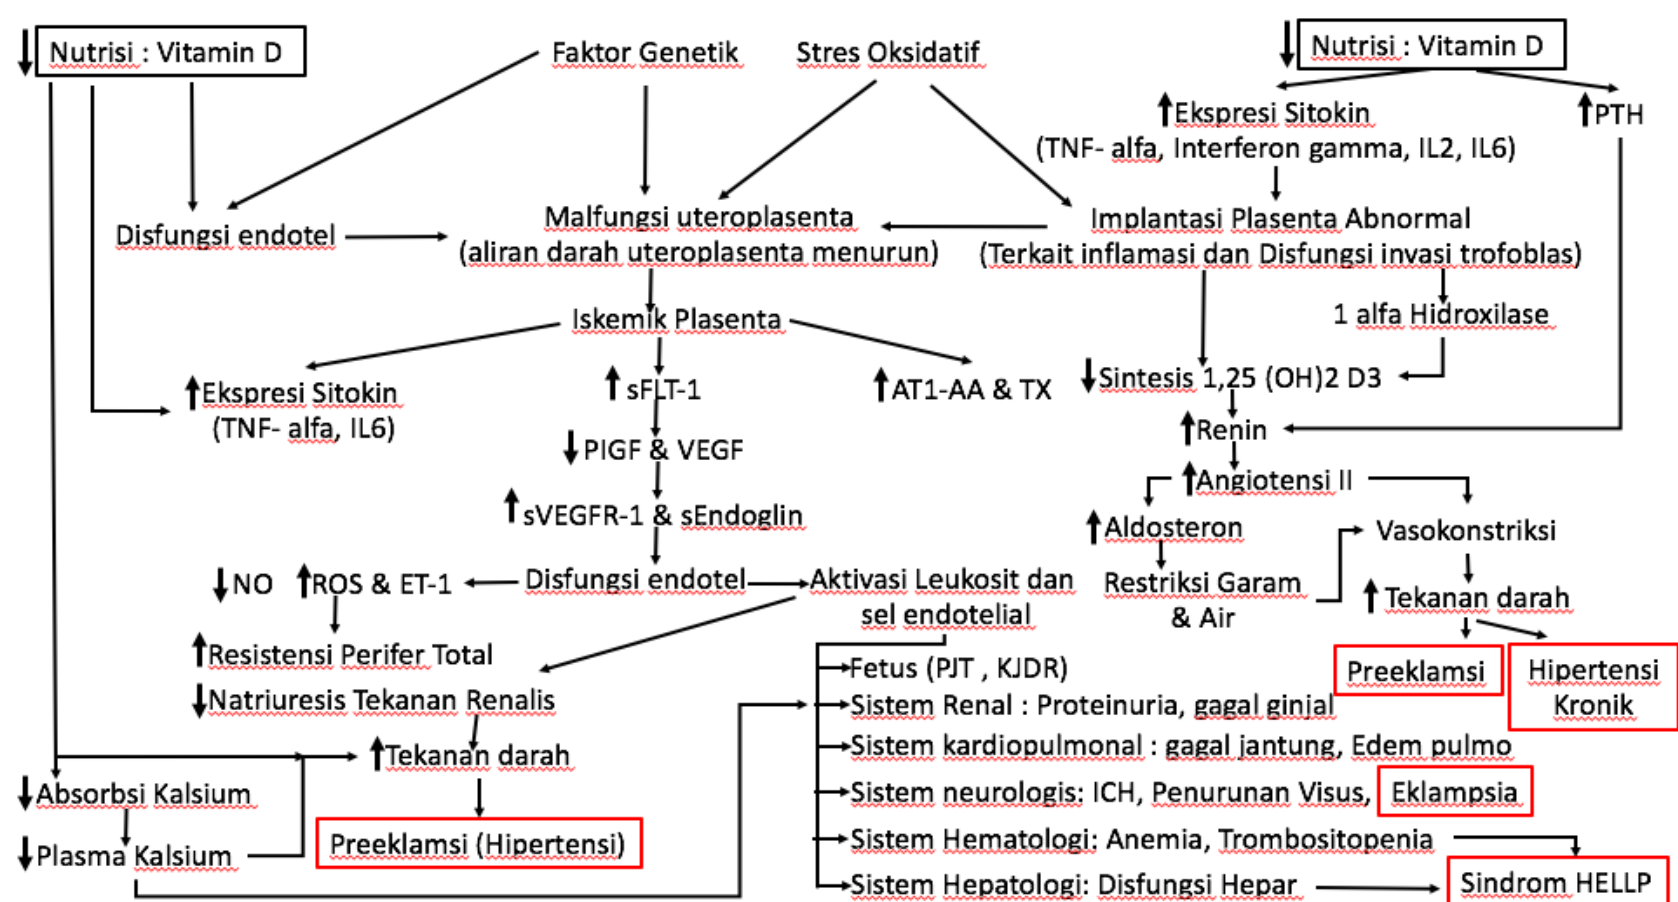 ↓ Nutrisi : Vitamin D
Faktor Genetik
Stres Oksidatif
↓ Nutrisi : Vitamin D
↑Ekspresi Sitokin
(TNF- alfa, Interferon gamma, IL2, IL6)
↑PTH
Disfungsi endotel
Malfungsi uteroplasenta
(aliran darah uteroplasenta menurun)
Implantasi Plasenta Abnormal
(Terkait inflamasi dan Disfungsi invasi trofoblas)
Iskemik Plasenta
1 alfa Hidroxilase
↑Ekspresi Sitokin
(TNF- alfa, IL6)
↑ sFLT-1
↑AT1-AA & TX
↓Sintesis 1,25 (OH)2 D3
↑Renin
↓PIGF & VEGF
↑Angiotensi II
↑sVEGFR-1 & sEndoglin
↑Aldosteron
Vasokonstriksi
↓NO
↑ROS & ET-1
Disfungsi endotel
Aktivasi Leukosit dan
sel endotelial
Restriksi Garam
& Air
↑ Tekanan darah
↑Resistensi Perifer Total
↓Natriuresis Tekanan Renalis
Fetus (PJT , KJDR)
Preeklamsi
Hipertensi
Kronik
Sistem Renal : Proteinuria, gagal ginjal
↑Tekanan darah
Sistem kardiopulmonal : gagal jantung, Edem pulmo
↓Absorbsi Kalsium
Sistem neurologis: ICH, Penurunan Visus, Eklampsia
↓Plasma Kalsium
Preeklamsi (Hipertensi)
Sistem Hematologi: Anemia, Trombositopenia
Sistem Hepatologi: Disfungsi Hepar
Sindrom HELLP